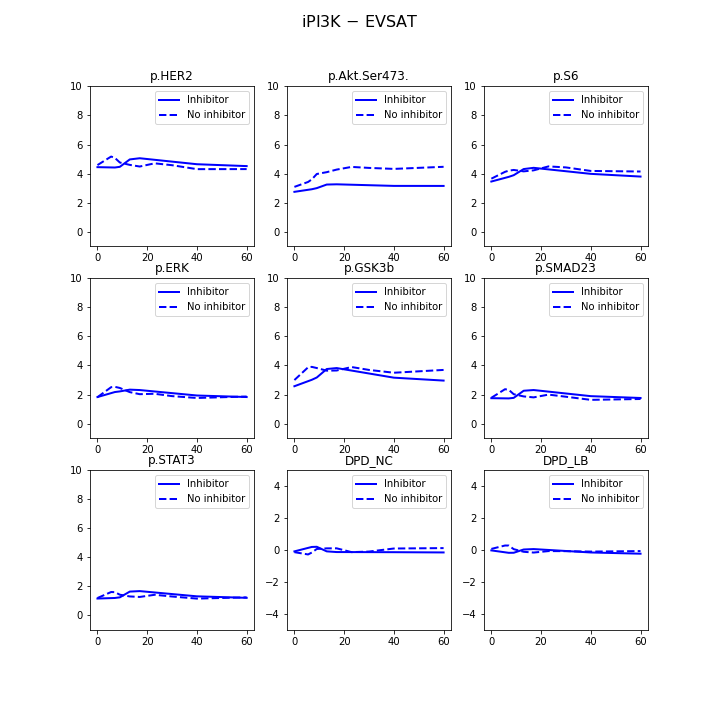 iPI3K − EVSAT
p.HER2
10
8
6
4
2
0
0 20 40 60
Inhibitor
No inhibitor
p.Akt.Ser473.
10
8
6
4
2
0
0 20 40 60
Inhibitor
No inhibitor
p.S6
10
8
6
4
2
0
0 20 40 60
Inhibitor
No inhibitor
p.ERK
10
8
6
4
2
0
0 20 40 60
Inhibitor
No inhibitor
p.GSK3b
10
8
6
4
2
0
0 20 40 60
Inhibitor
No inhibitor
p.SMAD23
10
8
6
4
2
0
0 20 40 60
Inhibitor
No inhibitor
p.STAT3
10
8
6
4
2
0
0 20 40 60
Inhibitor
No inhibitor
DPD_NC
4
2
0
−2
−4
0 20 40 60
Inhibitor
No inhibitor
DPD_LB
4
2
0
−2
−4
0 20 40 60
Inhibitor
No inhibitor